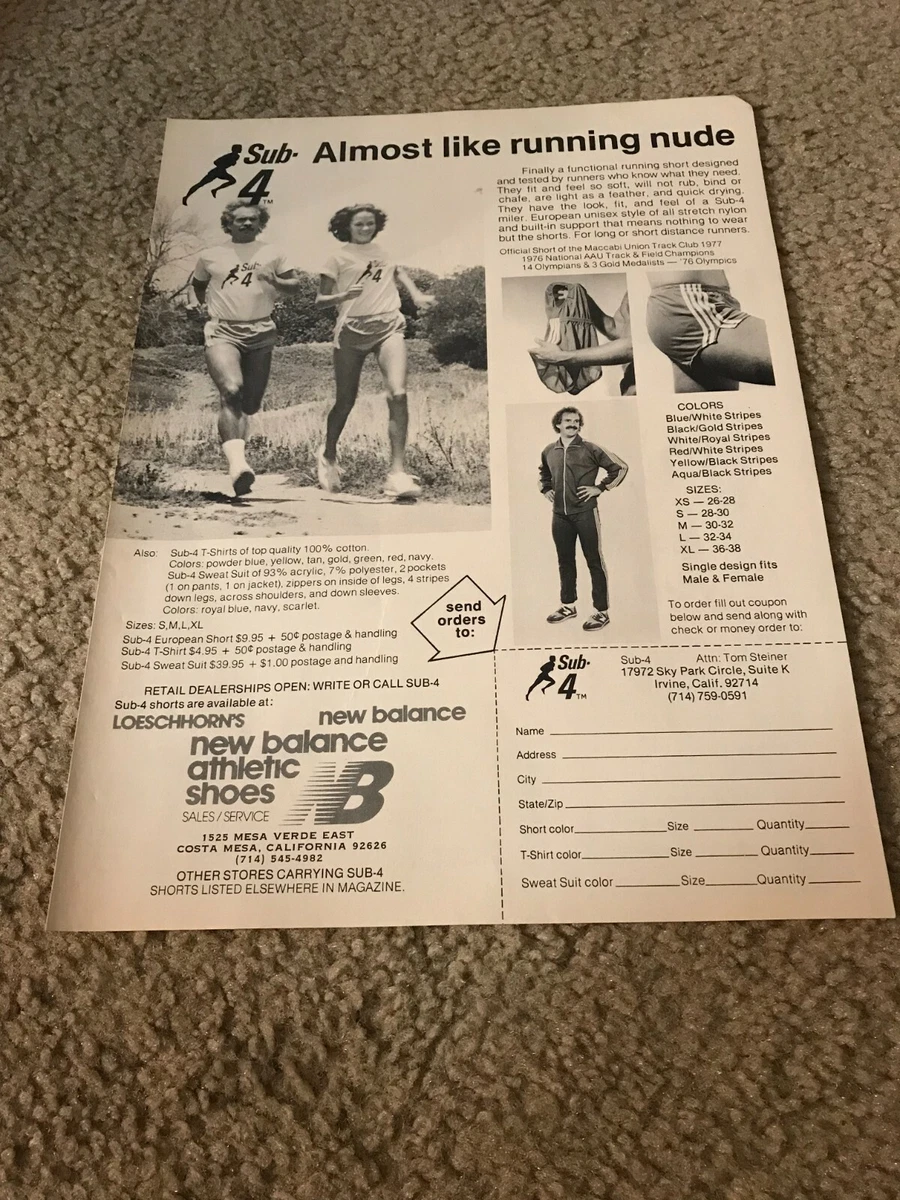 Sub-
4™
Almost like running nude
Finally a functional running short designed
and tested by runners who know what they need.
They fit and feel so soft, will not rub, bind or
chafe, are light as a feather, and quick drying.
They have the look, fit, and feel of a Sub-4
miler. European unisex style of all stretch nylon
and built-in support that means nothing to wear
but the shorts. For long or short distance runners.
Official Short of the Maccabi Union Track Club 1977
1976 National AAU Track & Field Champions
14 Olympians & 3 Gold Medalists — '76 Olympics
Sub
4
4
COLORS
Blue/White Stripes
Black/Gold Stripes
White/Royal Stripes
Red/White Stripes
Yellow/Black Stripes
Aqua/Black Stripes
SIZES:
XS — 26-28
S — 28-30
M — 30-32
L — 32-34
XL — 36-38
Single design fits
Male & Female
To order fill out coupon
below and send along with
check or money order to:
Also: Sub-4 T-Shirts of top quality 100% cotton.
Colors: powder blue, yellow, tan, gold, green, red, navy.
Sub-4 Sweat Suit of 93% acrylic, 7% polyester, 2 pockets
(1 on pants, 1 on jacket), zippers on inside of legs, 4 stripes
down legs, across shoulders, and down sleeves.
Colors: royal blue, navy, scarlet.
Sizes: S,M,L,XL
Sub-4 European Short $9.95 + 50¢ postage & handling
Sub-4 T-Shirt $4.95 + 50¢ postage & handling
Sub-4 Sweat Suit $39.95 + $1.00 postage and handling
send
orders
to:
RETAIL DEALERSHIPS OPEN: WRITE OR CALL SUB-4
Sub-4 shorts are available at:
LOESCHHORN'S new balance
new balance
athletic
shoes
NB
SALES/SERVICE
1525 MESA VERDE EAST
COSTA MESA, CALIFORNIA 92626
(714) 545-4982
OTHER STORES CARRYING SUB-4
SHORTS LISTED ELSEWHERE IN MAGAZINE.
Sub-
4™
Sub-4 Attn: Tom Steiner
17972 Sky Park Circle, Suite K
Irvine, Calif. 92714
(714) 759-0591
Name
Address
City
State/Zip
Short color Size Quantity
T-Shirt color Size Quantity
Sweat Suit color Size Quantity